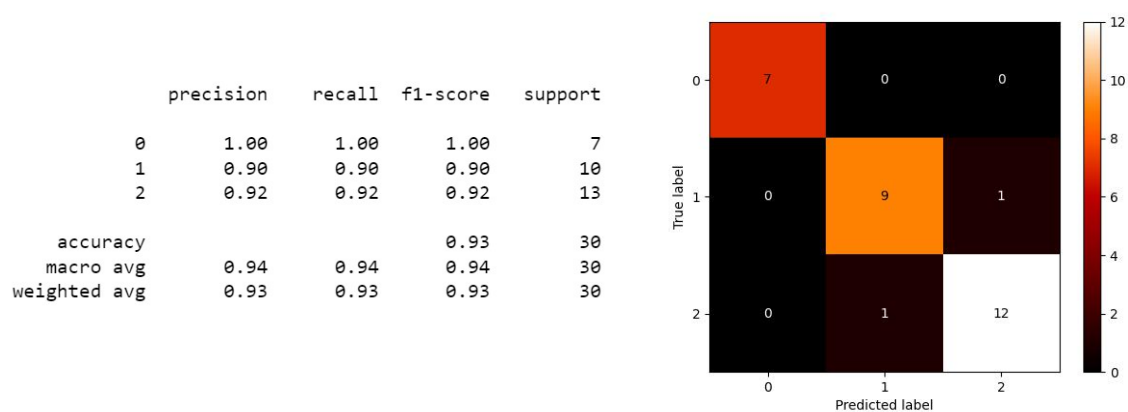 precision recall f1-score support
0 1.00 1.00 1.00 7
1 0.90 0.90 0.90 10
2 0.92 0.92 0.92 13
accuracy 0.93 30
macro avg 0.94 0.94 0.94 30
weighted avg 0.93 0.93 0.93 30
True label
0 7 0 0
1 0 9 1
2 0 1 12
0 1 2
Predicted label
12
10
8
6
4
2
0